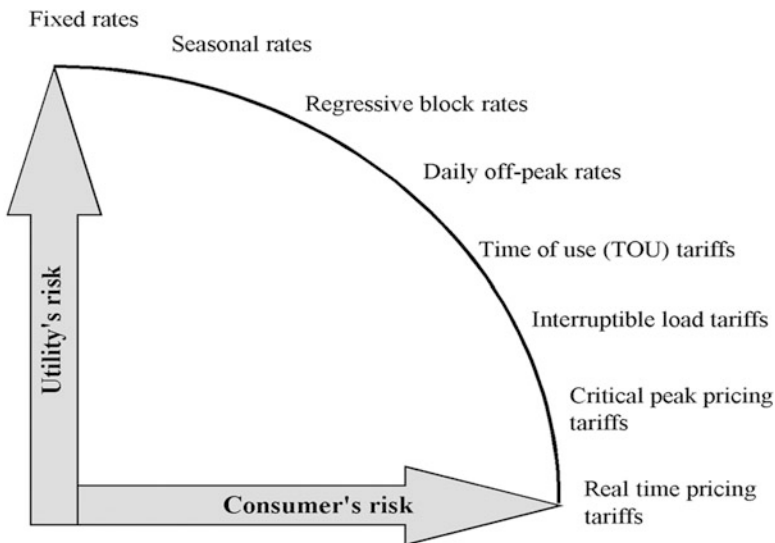 Fixed rates
Seasonal rates
Regressive block rates
Daily off-peak rates
Time of use (TOU) tariffs
Interruptible load tariffs
Critical peak pricing
tariffs
Real time pricing
tariffs
Utility's risk
Consumer's risk